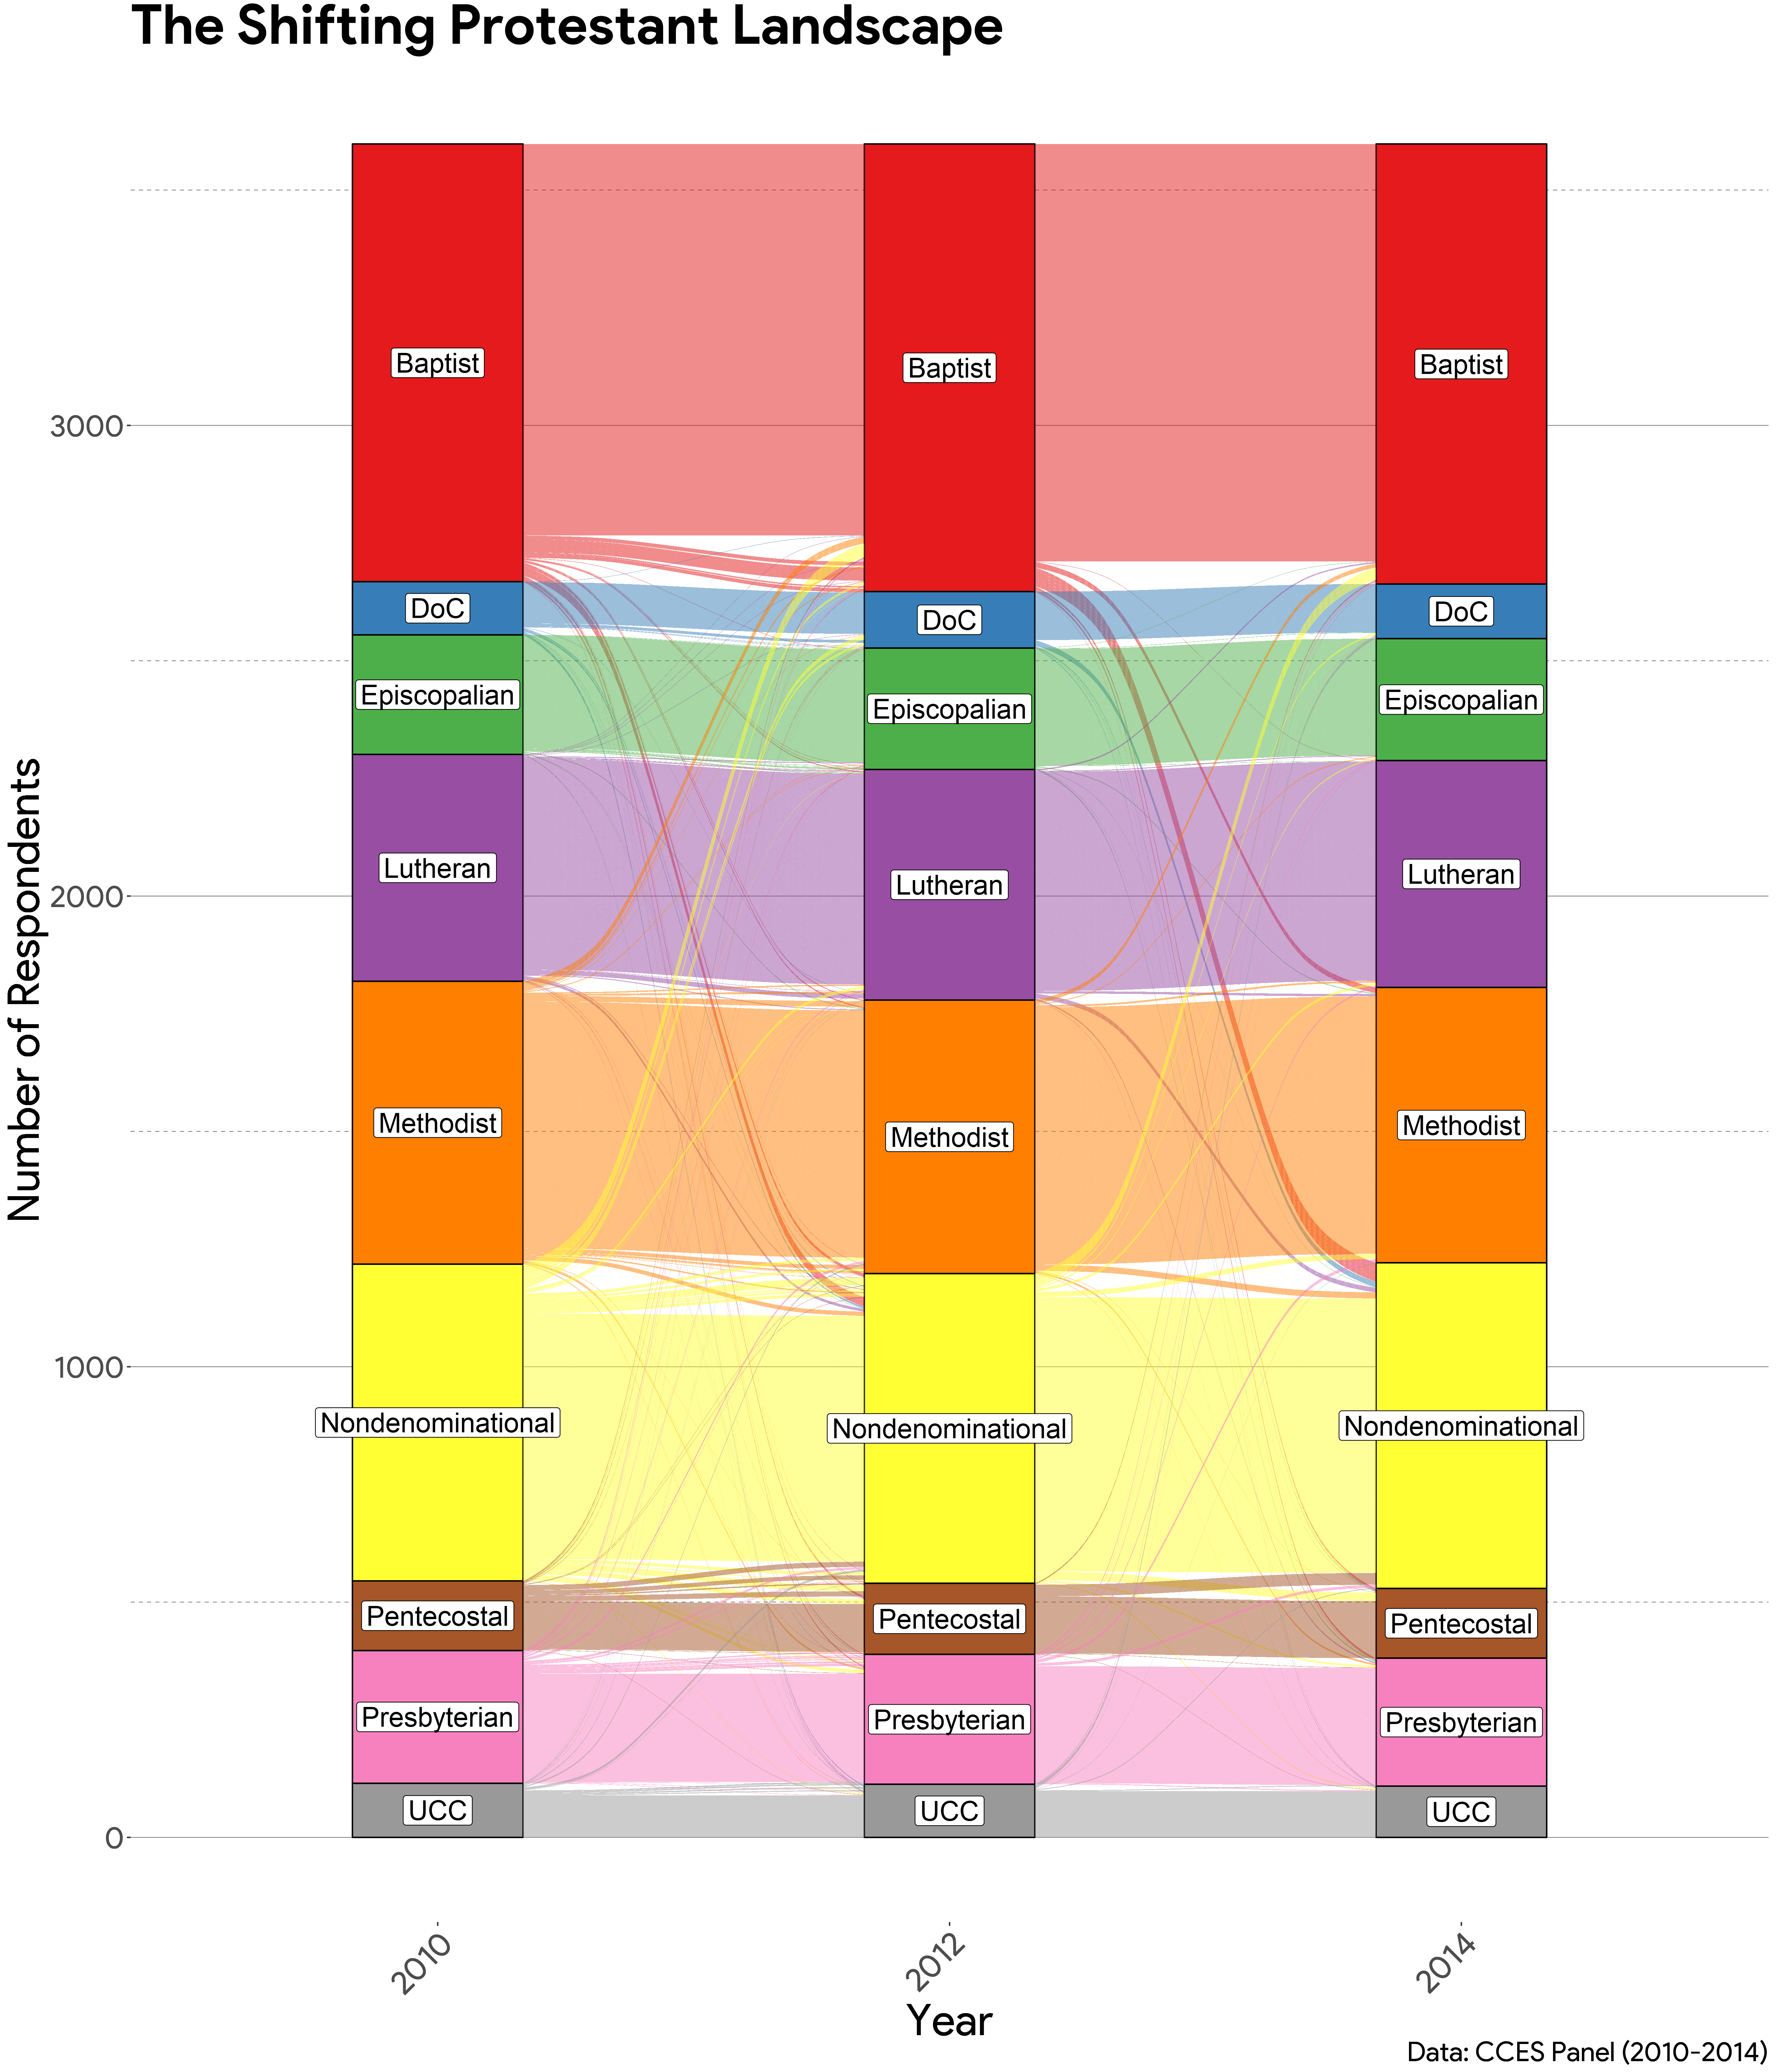 The Shifting Protestant Landscape
Number of Respondents
3000
2000
1000
0
Baptist
DoC
Episcopalian
Lutheran
Methodist
Nondenominational
Pentecostal
Presbyterian
UCC
Baptist
DoC
Episcopalian
Lutheran
Methodist
Nondenominational
Pentecostal
Presbyterian
UCC
Baptist
DoC
Episcopalian
Lutheran
Methodist
Nondenominational
Pentecostal
Presbyterian
UCC
2010
2012
2014
Year
Data: CCES Panel (2010-2014)